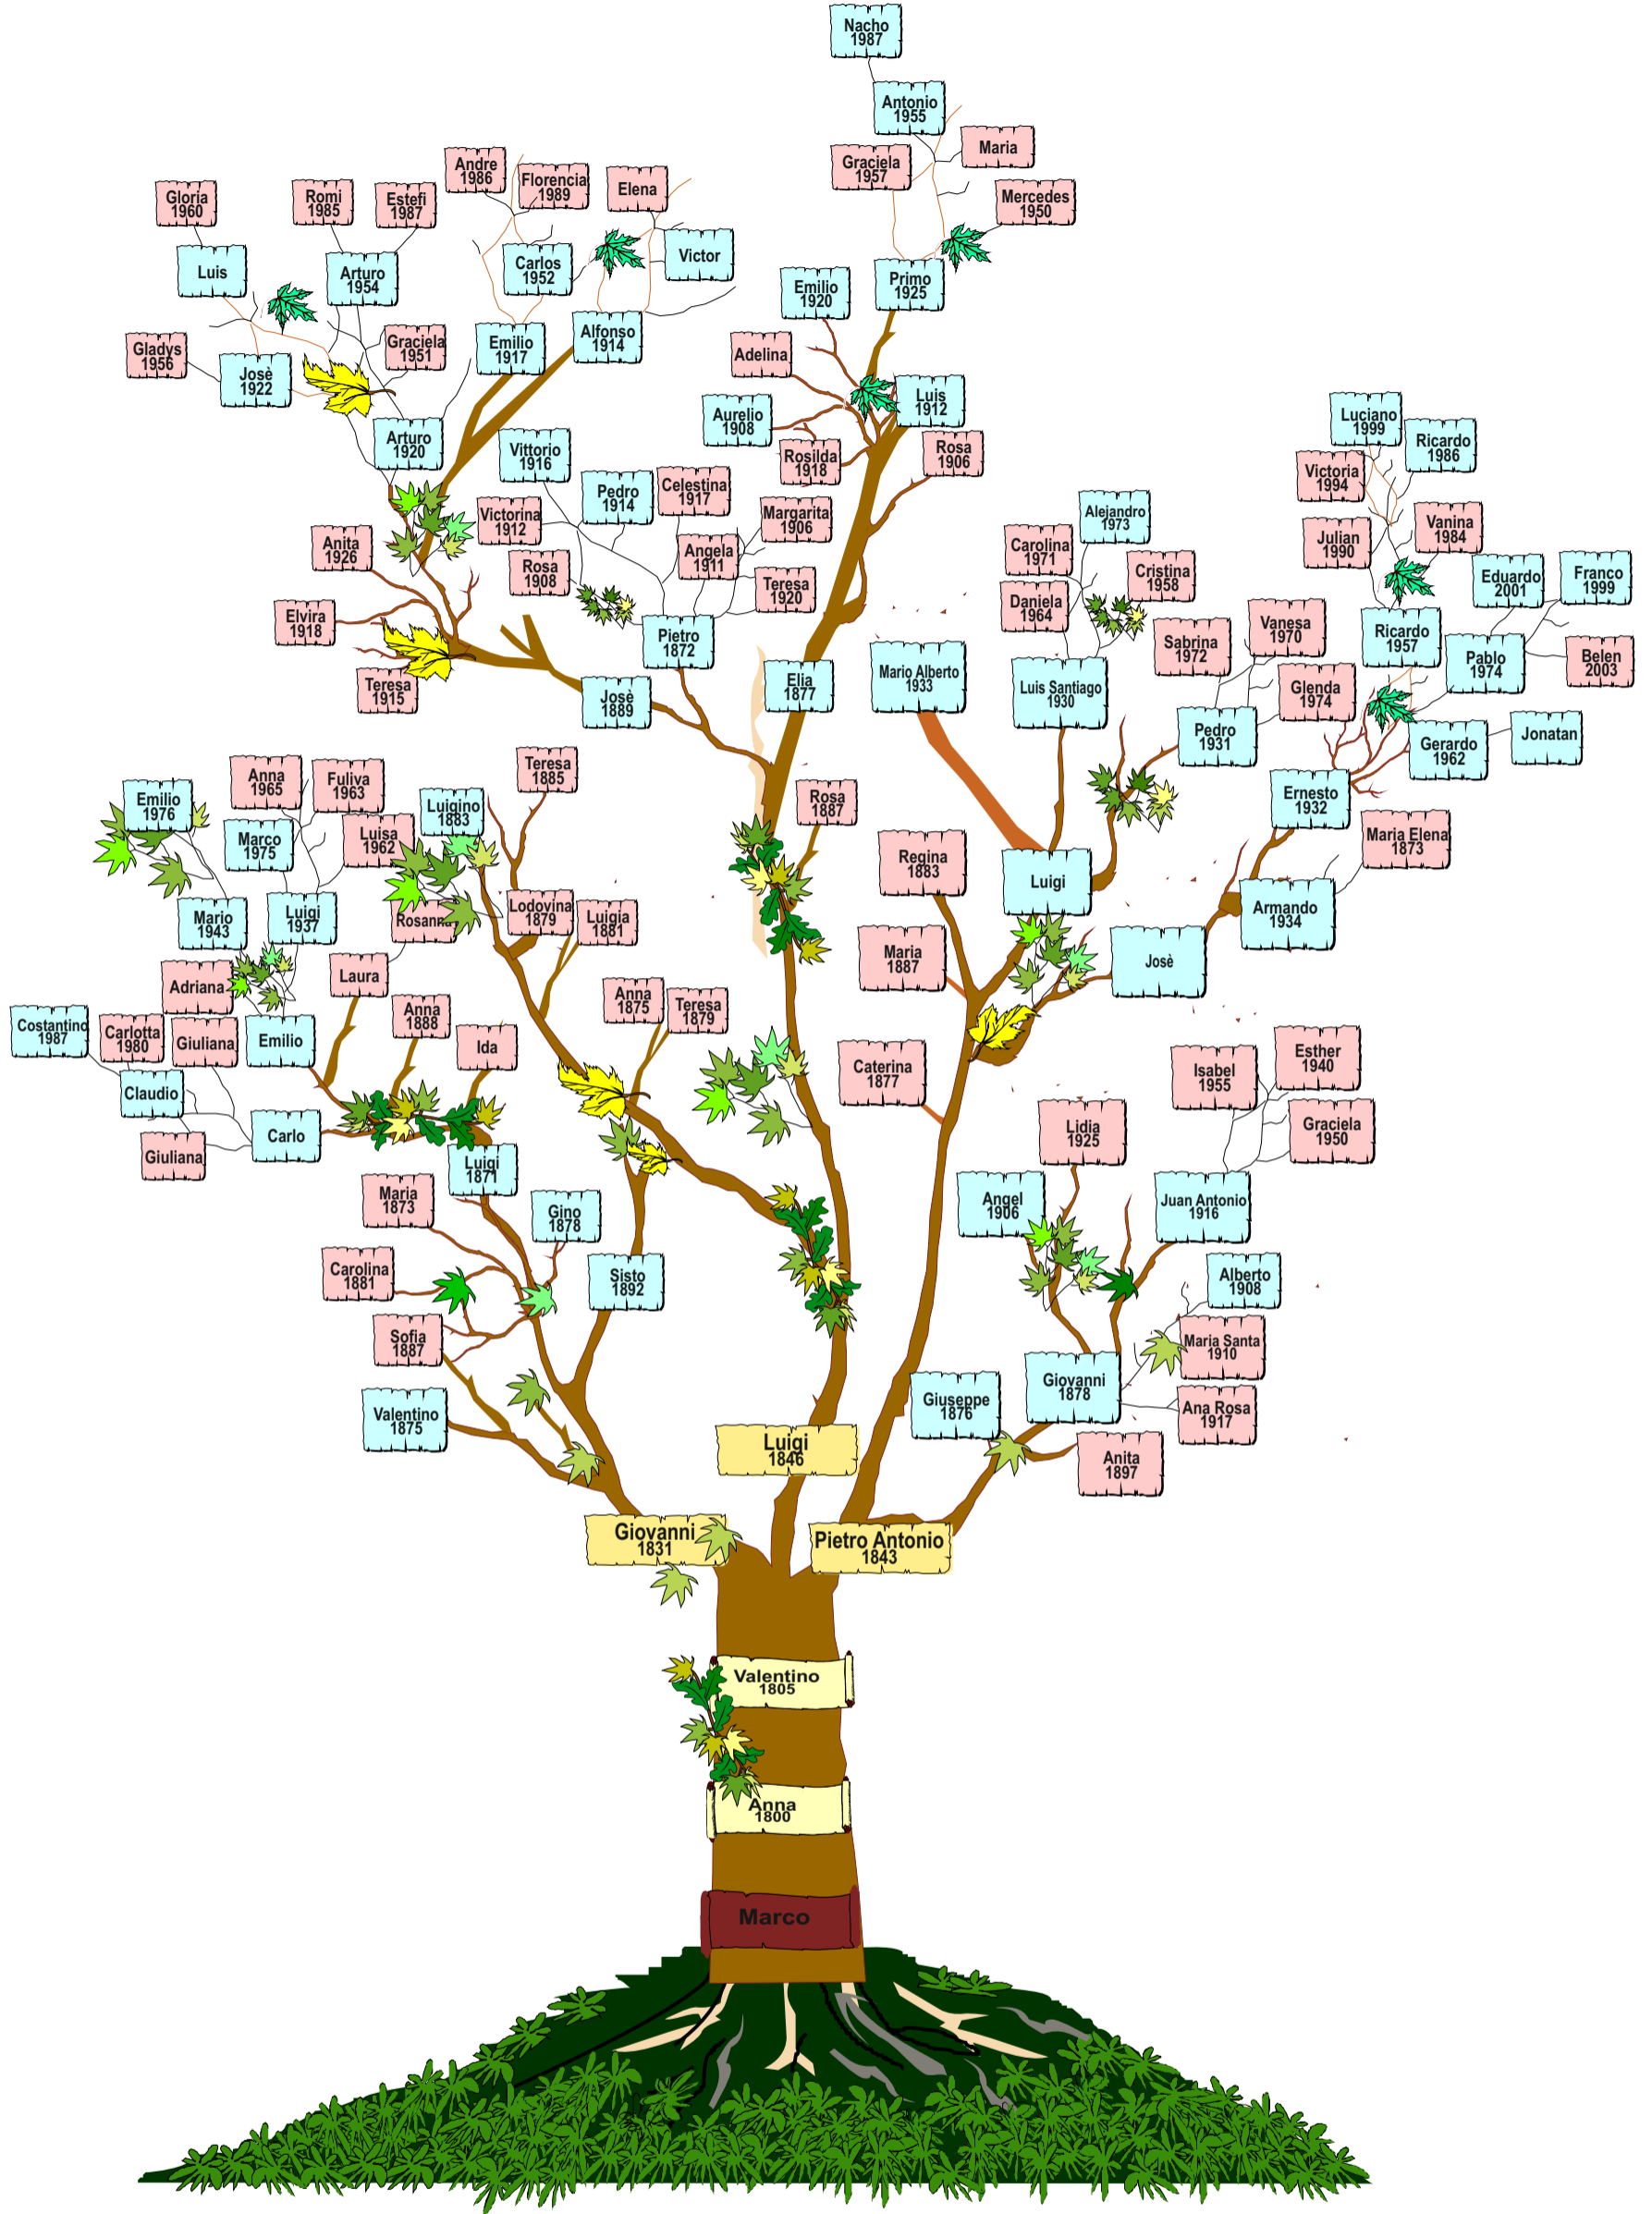 Nacho
1987
Antonio
1955
Maria
Graciela
1957
Mercedes
1950
Andre
1986
Florencia
1989
Elena
Gloria
1960
Romi
1985
Estefi
1987
Luis
Arturo
1954
Carlos
1952
Victor
Emilio
1920
Primo
1925
Gladys
1956
Josè
1922
Graciela
1951
Emilio
1917
Alfonso
1914
Adelina
Luis
1912
Aurelio
1908
Arturo
1920
Vittorio
1916
Rosilda
1918
Rosa
1906
Luciano
1999
Ricardo
1986
Victoria
1994
Pedro
1914
Celestina
1917
Victorina
1912
Margarita
1906
Alejandro
1973
Vanina
1984
Julian
1990
Anita
1926
Rosa
1908
Angela
1911
Teresa
1920
Carolina
1971
Cristina
1958
Eduardo
2001
Franco
1999
Elvira
1918
Daniela
1964
Pietro
1872
Sabrina
1972
Vanesa
1970
Ricardo
1957
Pablo
1974
Belen
2003
Teresa
1915
Josè
1889
Elia
1877
Mario Alberto
1933
Luis Santiago
1930
Glenda
1974
Pedro
1931
Gerardo
1962
Jonatan
Emilio
1976
Anna
1965
Fuliva
1963
Teresa
1885
Luigino
1883
Rosa
1887
Ernesto
1932
Marco
1975
Luisa
1962
Maria Elena
1873
Regina
1883
Luigi
Mario
1943
Luigi
1937
Rosanna
Lodovina
1879
Luigia
1881
Armando
1934
Maria
1887
Josè
Adriana
Laura
Anna
1875
Teresa
1879
Costantino
1987
Carlotta
1980
Giuliana
Emilio
Anna
1888
Ida
Caterina
1877
Isabel
1955
Esther
1940
Claudio
Carlo
Lidia
1925
Graciela
1950
Giuliana
Luigi
1871
Maria
1873
Gino
1878
Angel
1906
Juan Antonio
1916
Carolina
1881
Sisto
1892
Alberto
1908
Sofia
1887
Maria Santa
1910
Valentino
1875
Giuseppe
1876
Giovanni
1878
Ana Rosa
1917
Luigi
1846
Anita
1897
Giovanni
1831
Pietro Antonio
1843
Valentino
1805
Anna
1800
Marco